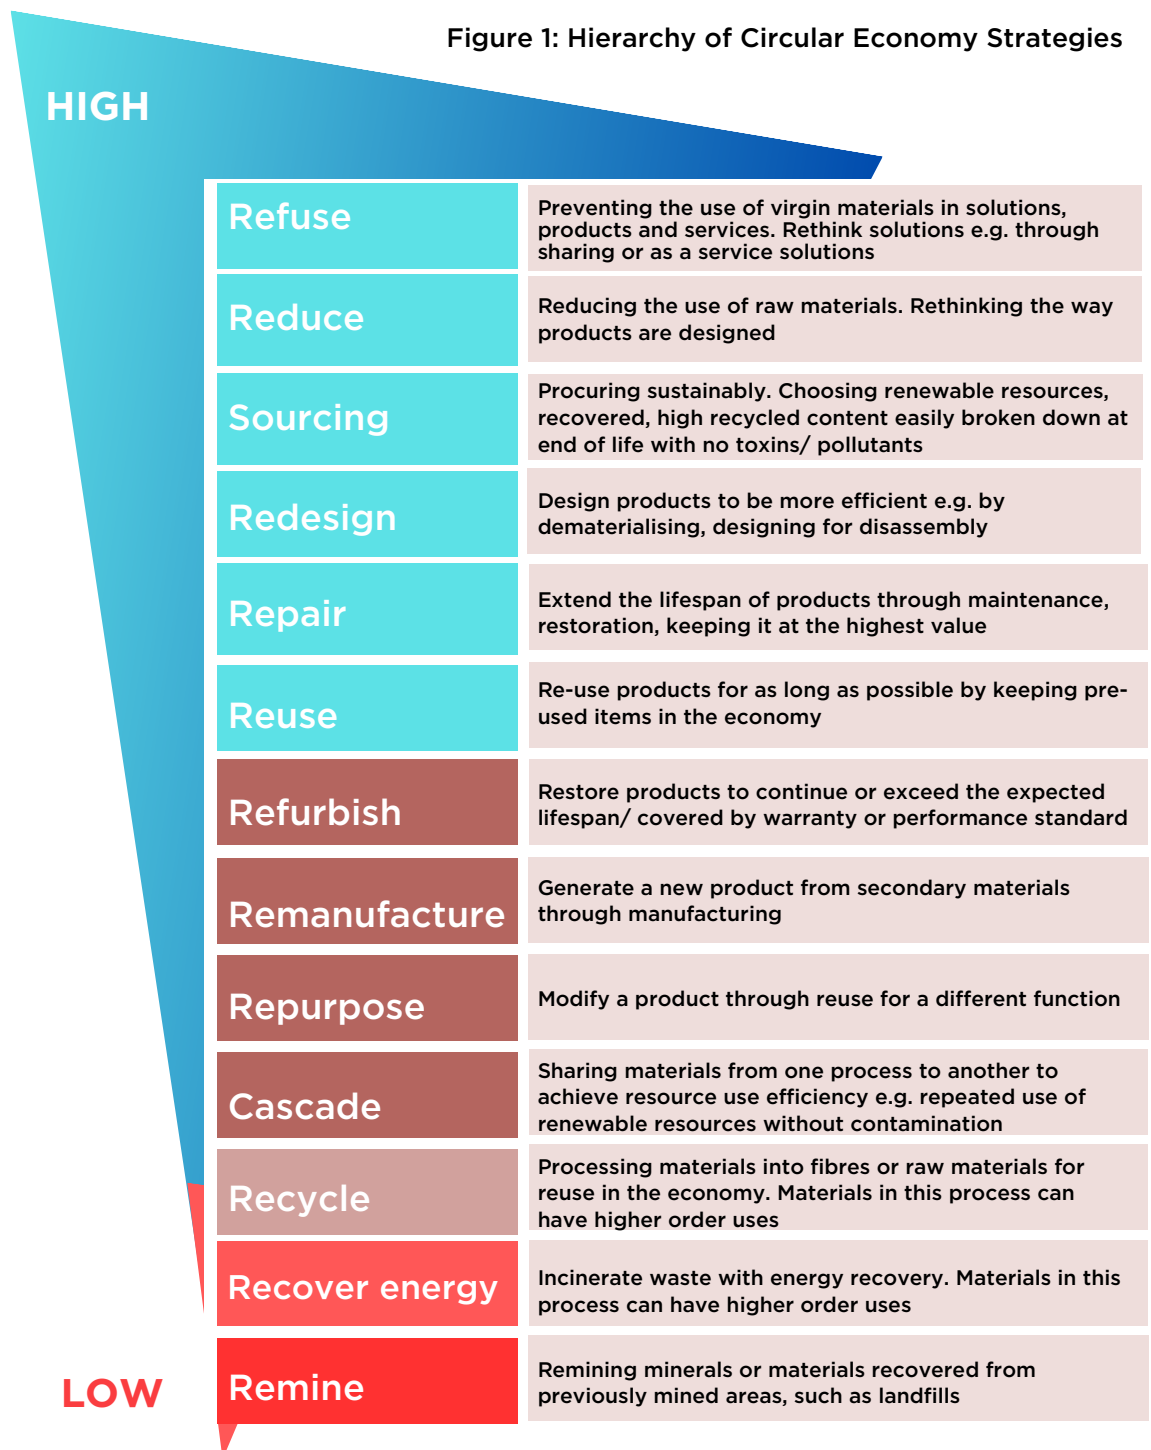 Figure 1: Hierarchy of Circular Economy Strategies
HIGH
Refuse
Preventing the use of virgin materials in solutions,
products and services. Rethink solutions e.g. through
sharing or as a service solutions
Reduce
Reducing the use of raw materials. Rethinking the way
products are designed
Sourcing
Procuring sustainably. Choosing renewable resources,
recovered, high recycled content easily broken down at
end of life with no toxins/ pollutants
Redesign
Design products to be more efficient e.g. by
dematerialising, designing for disassembly
Repair
Extend the lifespan of products through maintenance,
restoration, keeping it at the highest value
Reuse
Re-use products for as long as possible by keeping pre-
used items in the economy
Refurbish
Restore products to continue or exceed the expected
lifespan/ covered by warranty or performance standard
Remanufacture
Generate a new product from secondary materials
through manufacturing
Repurpose
Modify a product through reuse for a different function
Cascade
Sharing materials from one process to another to
achieve resource use efficiency e.g. repeated use of
renewable resources without contamination
Recycle
Processing materials into fibres or raw materials for
reuse in the economy. Materials in this process can
have higher order uses
Recover energy
Incinerate waste with energy recovery. Materials in this
process can have higher order uses
LOW
Remine
Remining minerals or materials recovered from
previously mined areas, such as landfills